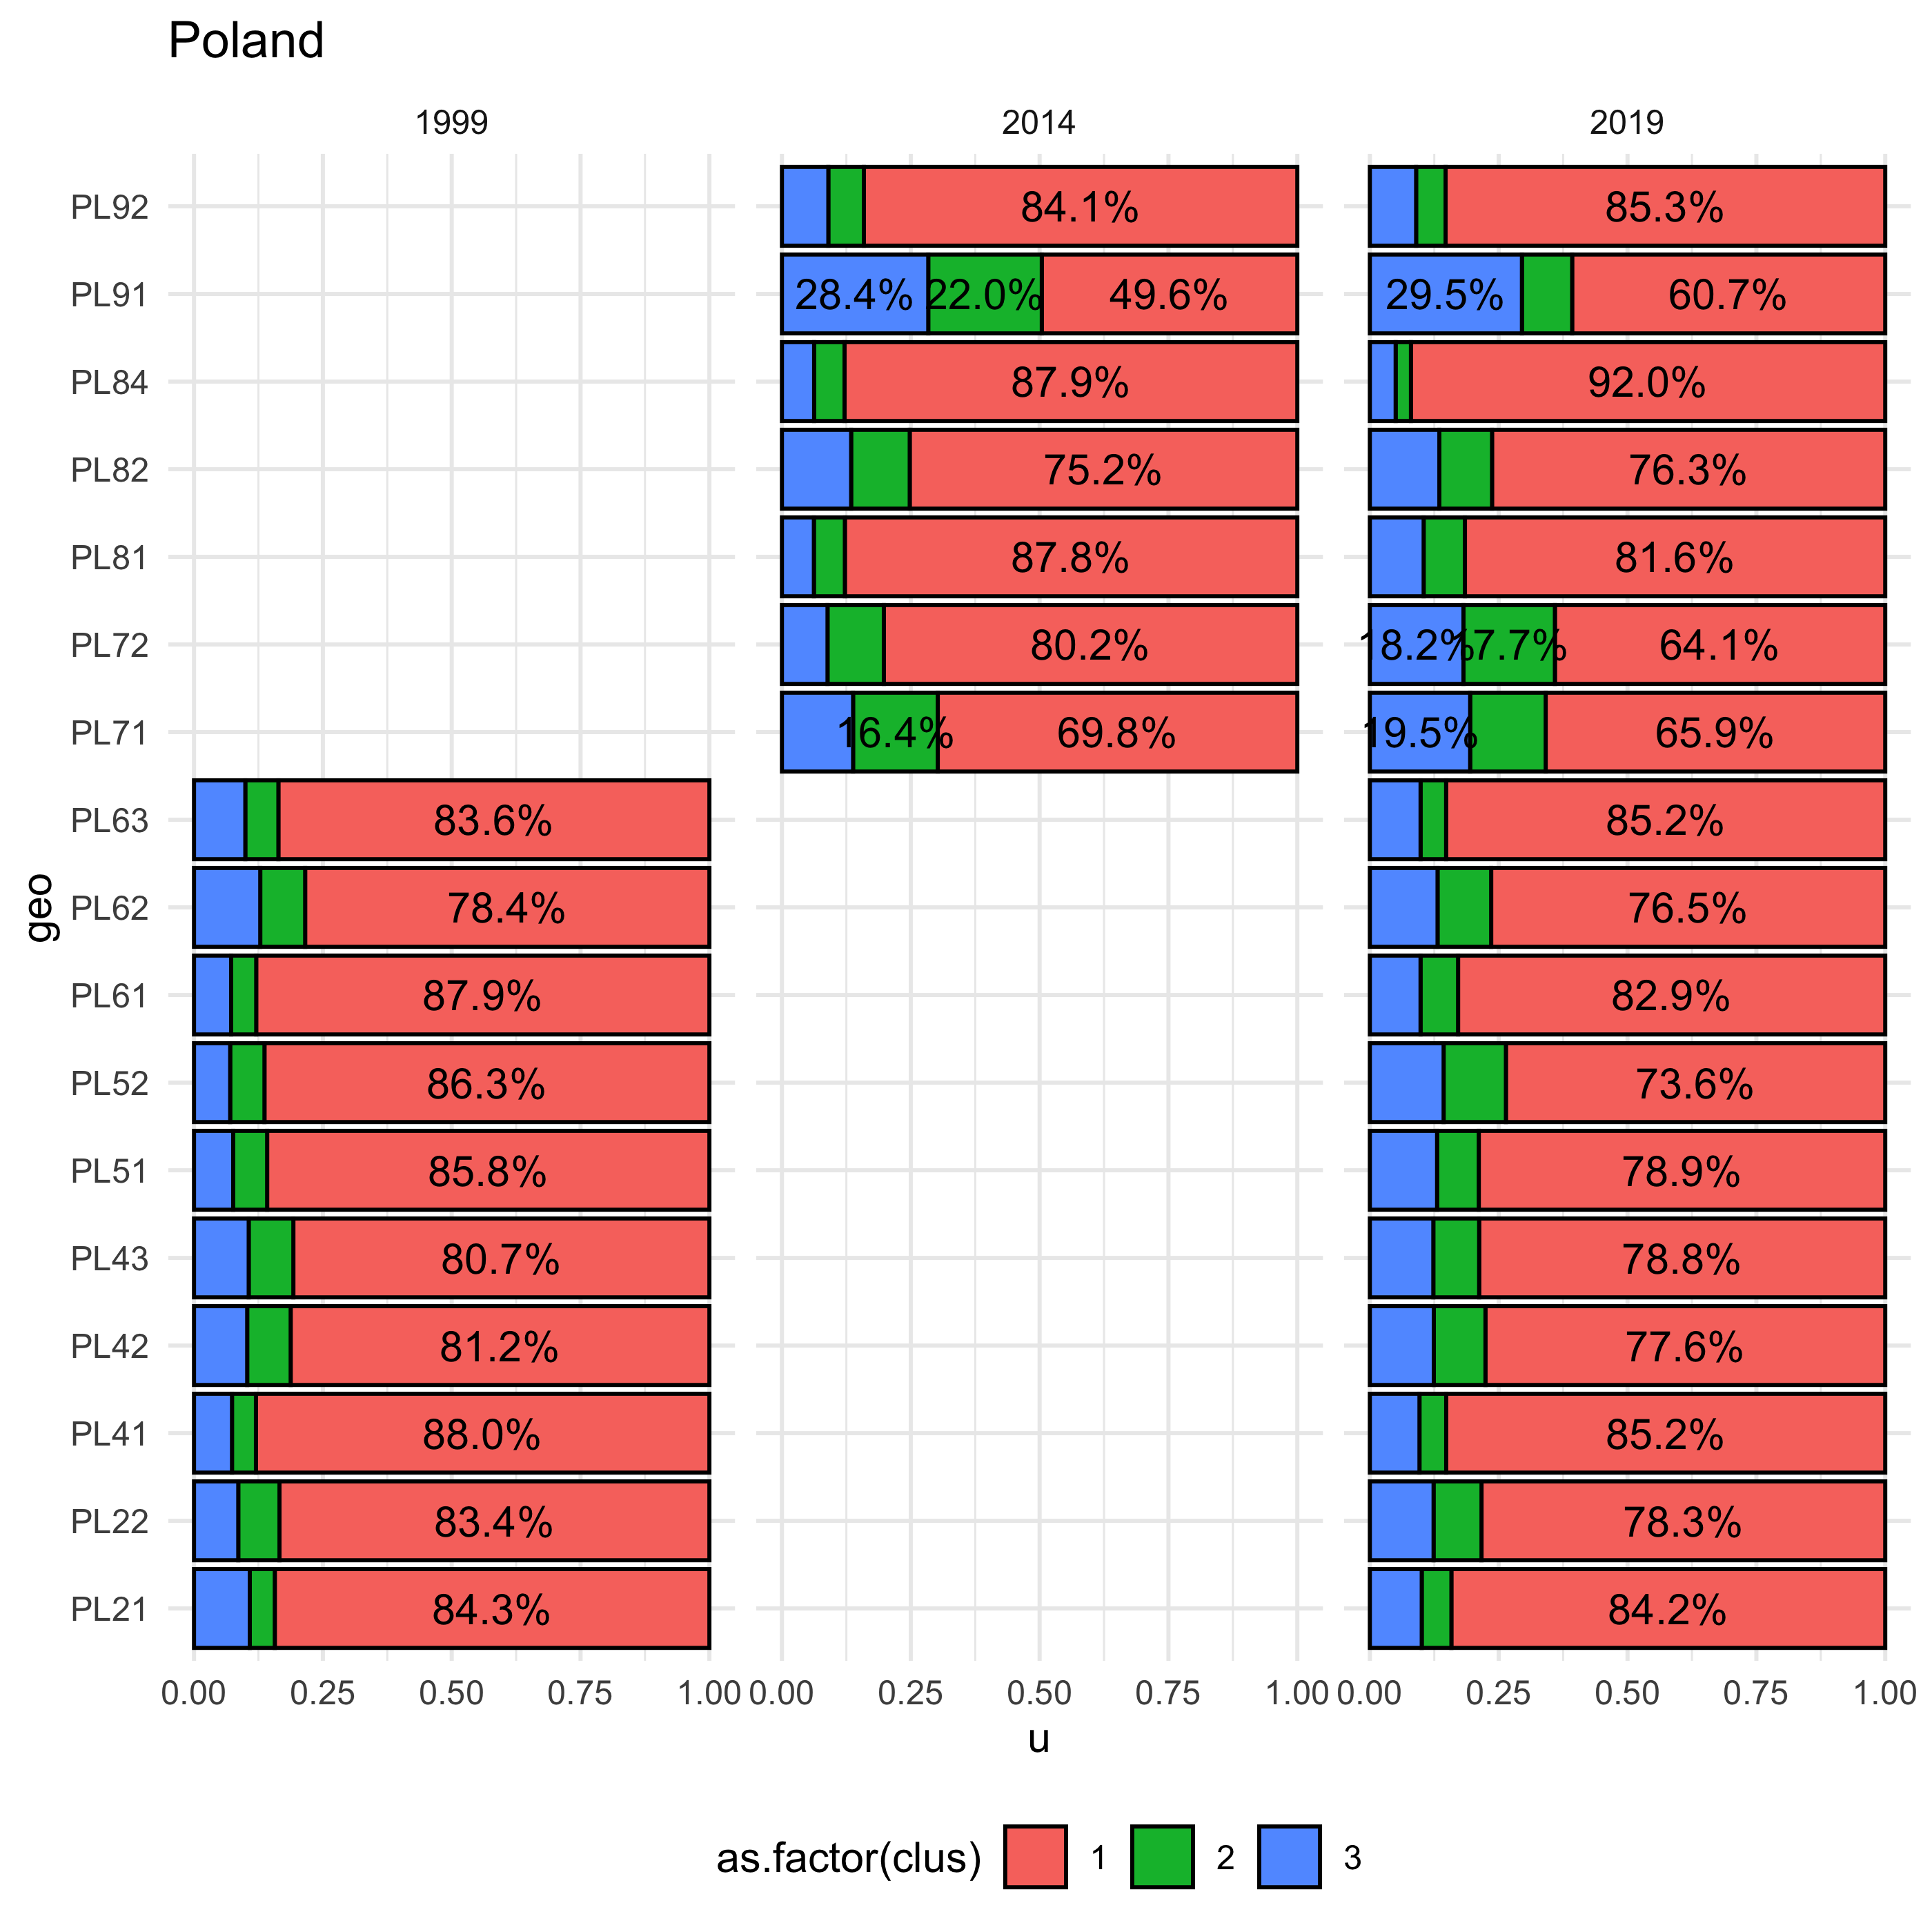 Poland
1999 2014 2019
PL92 84.1% 85.3%
PL91 28.4% 22.0% 49.6% 29.5% 60.7%
PL84 87.9% 92.0%
PL82 75.2% 76.3%
PL81 87.8% 81.6%
PL72 80.2% 18.2% 17.7% 64.1%
PL71 16.4% 69.8% 19.5% 65.9%
PL63 83.6% 85.2%
geo
PL62 78.4% 76.5%
PL61 87.9% 82.9%
PL52 86.3% 73.6%
PL51 85.8% 78.9%
PL43 80.7% 78.8%
PL42 81.2% 77.6%
PL41 88.0% 85.2%
PL22 83.4% 78.3%
PL21 84.3% 84.2%
0.00 0.25 0.50 0.75 1.00 0.00 0.25 0.50 0.75 1.00 0.00 0.25 0.50 0.75 1.00
u
as.factor(clus) 1 2 3